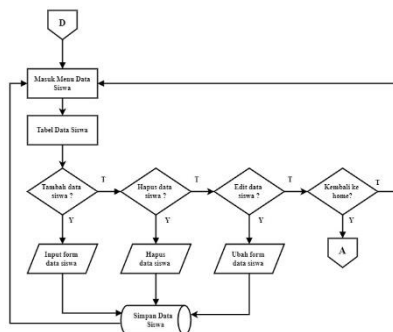 D
Masuk Menu Data
Siswa
Tabel Data Siswa
Tambah data
siswa ?
T
Hapus data
siswa ?
T
Edit data
siswa ?
T
Kembali ke
home?
T
Y
Y
Y
Y
Input form
data siswa
Hapus
data siswa
Ubah form
data siswa
A
Simpan Data
Siswa